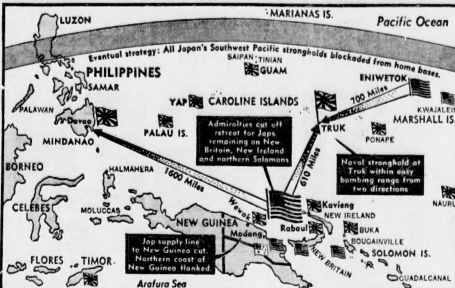 MARIANAS IS.
Pacific Ocean
LUZON
Eventual strategy: All Japan's Southwest Pacific strongholds blockaded from home bases.
SAIPAN
TINIAN
GUAM
PHILIPPINES
SAMAR
ENIWETOK
700 Miles
KWAJALEIN
MARSHALL IS.
YAP
CAROLINE ISLANDS
PALAWAN
Davao
MINDANAO
PALAU IS.
TRUK
PONAPE
Admiralties cut off
retreat for Japs
remaining on New
Britain, New Ireland
and northern Solomons
610 Miles
Naval stronghold at
Truk within easy
bombing range from
two directions
1600 Miles
BORNEO
HALMAHERA
CELEBES
MOLUCCAS
Wewak
NEW GUINEA
Madang
Kavieng
NEW IRELAND
Rabaul
BUKA
BOUGAINVILLE
SOLOMON IS.
NAURU
Jap supply line
to New Guinea cut.
Northern coast of
New Guinea flanked.
NEW BRITAIN
FLORES
TIMOR
Arafura Sea
GUADALCANAL